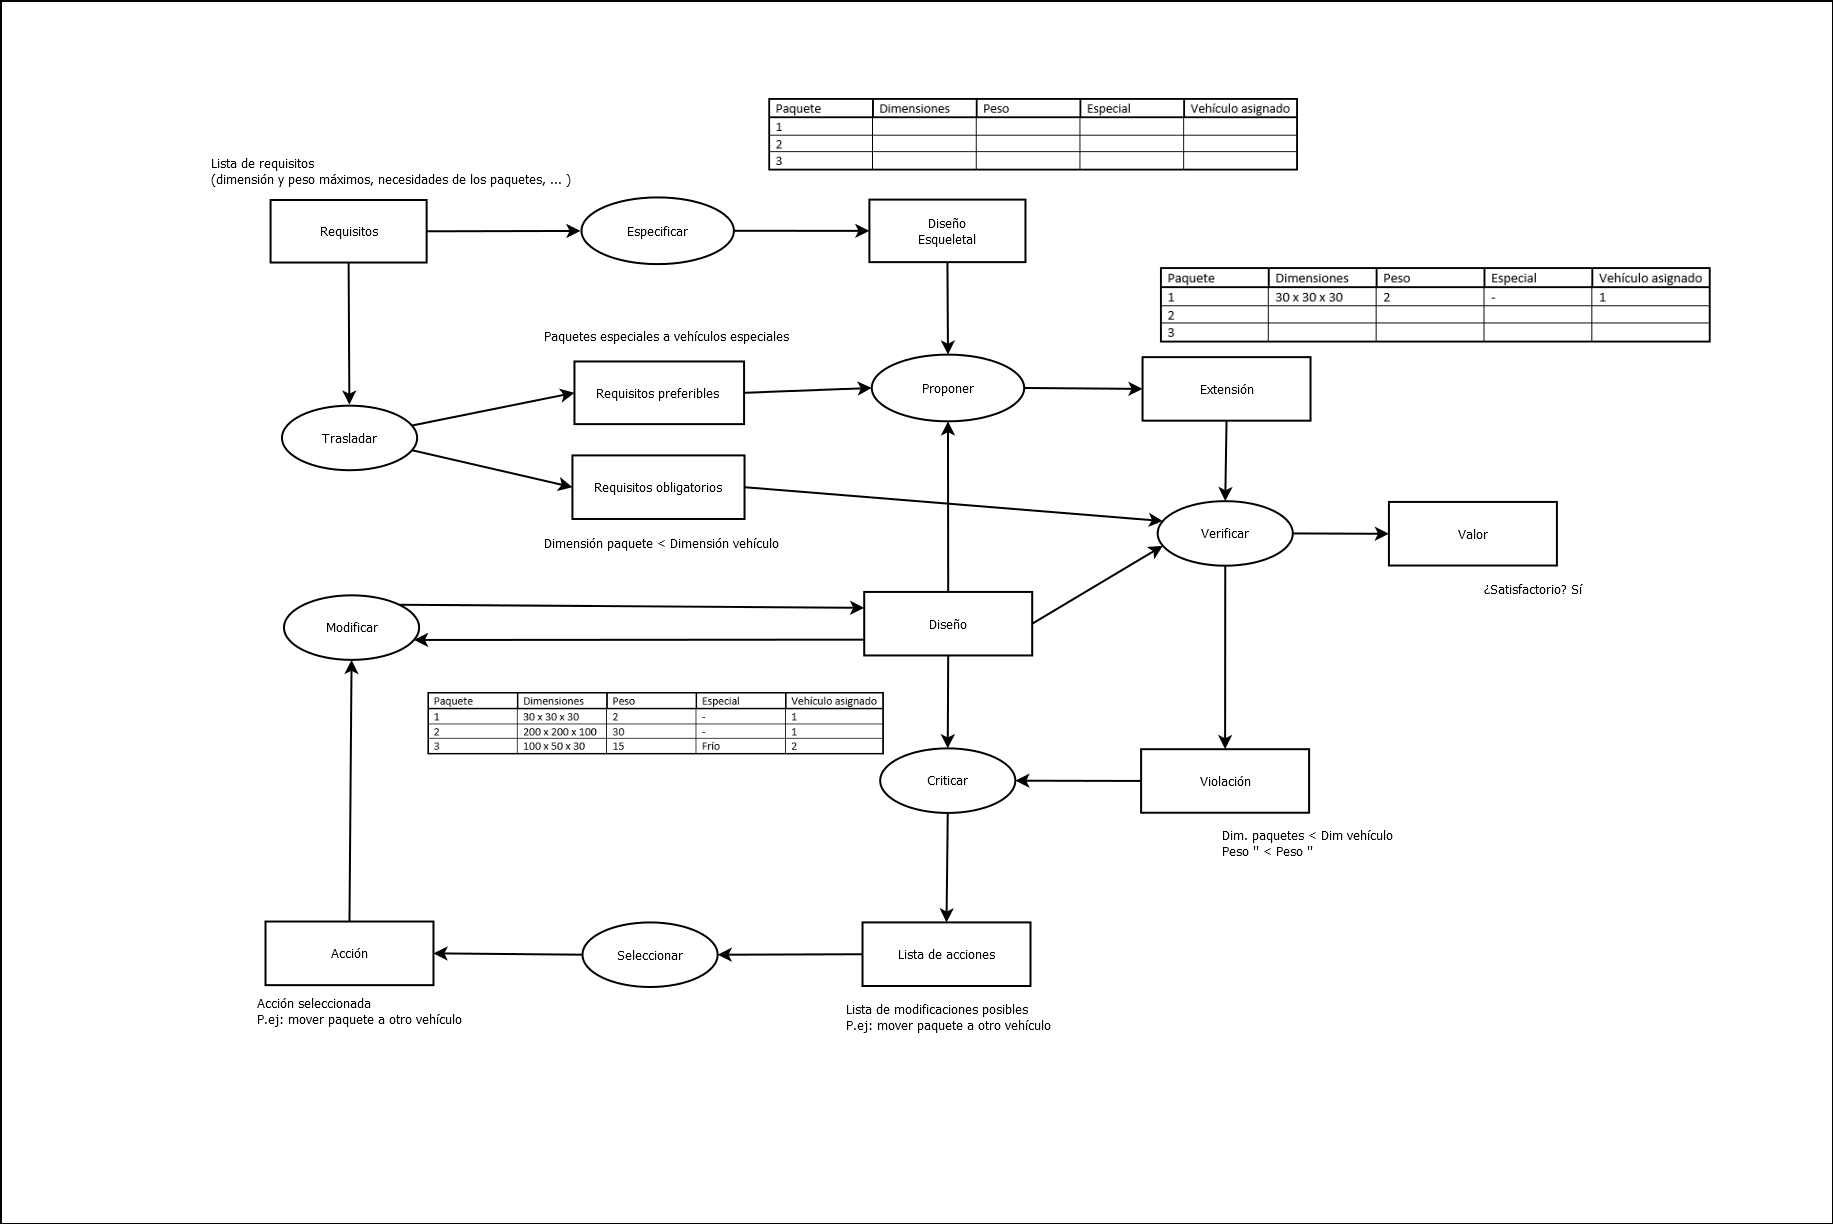 Paquete Dimensiones Peso Especial Vehículo asignado
1
2
3
Lista de requisitos
(dimensión y peso máximos, necesidades de los paquetes, ... )
Requisitos
Especificar
Diseño
Esqueletal
Paquete Dimensiones Peso Especial Vehículo asignado
1 30 x 30 x 30 2 - 1
2
3
Paquetes especiales a vehículos especiales
Requisitos preferibles
Proponer
Extensión
Trasladar
Requisitos obligatorios
Dimensión paquete < Dimensión vehículo
Verificar
Valor
¿Satisfactorio? Sí
Modificar
Diseño
Paquete Dimensiones Peso Especial Vehículo asignado
1 30 x 30 x 30 2 - 1
2 200 x 200 x 100 30 - 1
3 100 x 50 x 30 15 Frío 2
Criticar
Violación
Dim. paquetes < Dim vehículo
Peso " < Peso "
Acción
Seleccionar
Lista de acciones
Acción seleccionada
P.ej: mover paquete a otro vehículo
Lista de modificaciones posibles
P.ej: mover paquete a otro vehículo